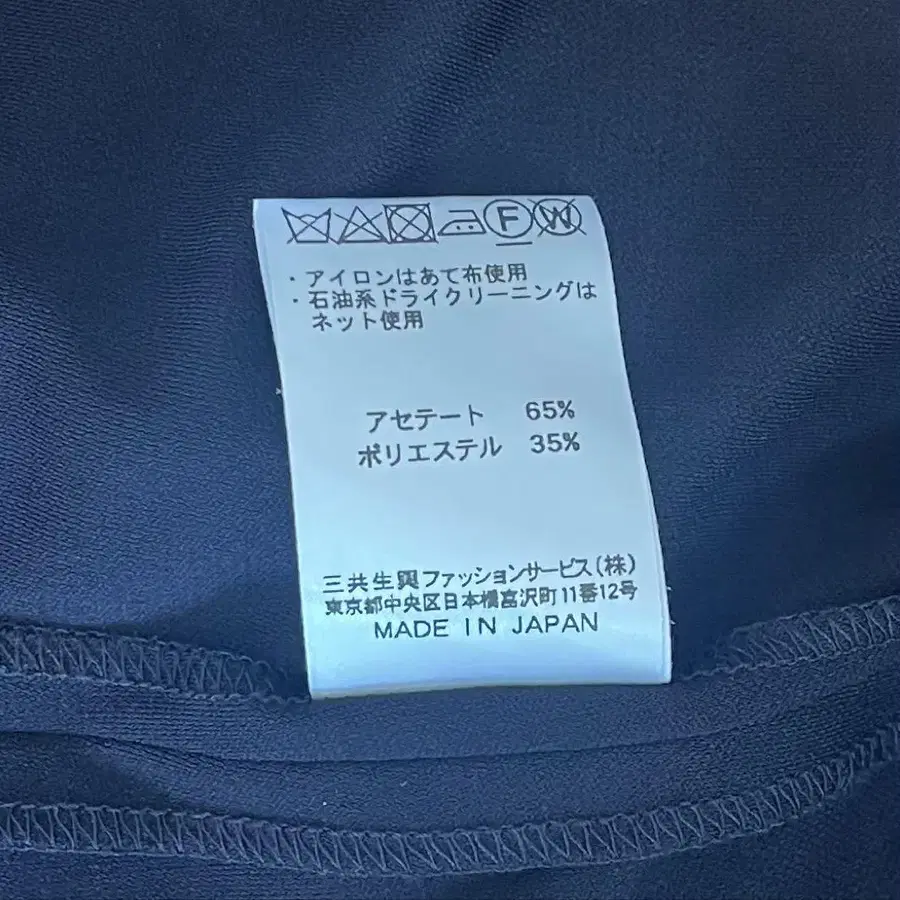 F W
・アイロンはあて布使用
・石油系ドライクリーニングは
ネット使用
アセテート 65%
ポリエステル 35%
三共生興ファッションサービス(株)
東京都中央区日本橋富沢町11番12号
MADE IN JAPAN